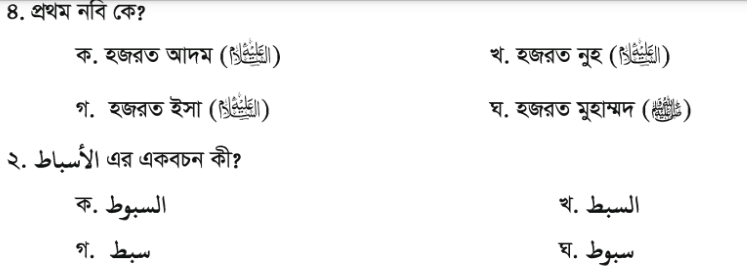 ৪. প্রথম নবি কে?
ক. হজরত আদম (عَلَيْهِ السَّلَام) খ. হজরত নুহ (عَلَيْهِ السَّلَام)
গ. হজরত ইসা (عَلَيْهِ السَّلَام) ঘ. হজরত মুহাম্মদ (ﷺ)
২. الأسباط এর একবচন কী?
ক. السبوط খ. السبط
গ. سبط ঘ. سبوط